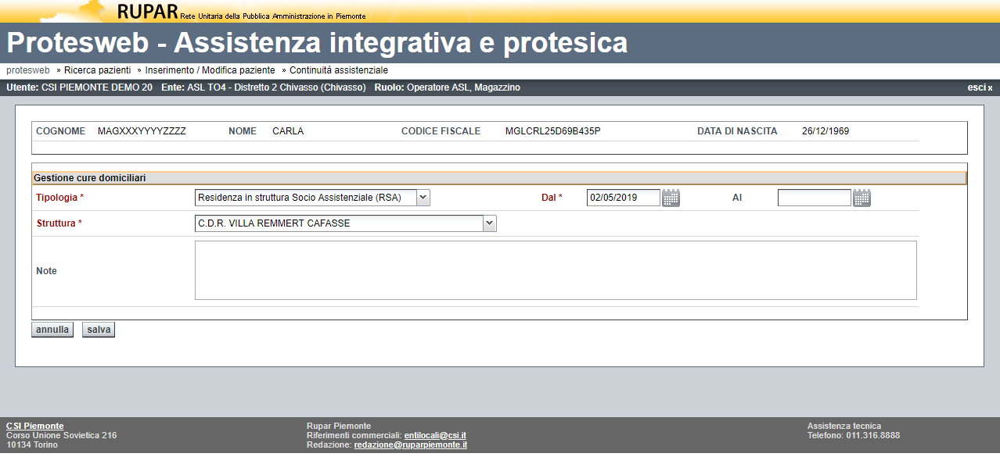 RUPAR Rete Unitaria della Pubblica Amministrazione in Piemonte
Protesweb - Assistenza integrativa e protesica
protesweb » Ricerca pazienti » Inserimento / Modifica paziente » Continuità assistenziale
Utente: CSI PIEMONTE DEMO 20 Ente: ASL TO4 - Distretto 2 Chivasso (Chivasso) Ruolo: Operatore ASL, Magazzino esci x
COGNOME MAGXXXYYYYZZZZ NOME CARLA CODICE FISCALE MGLCRL25D69B435P DATA DI NASCITA 26/12/1969
Gestione cure domiciliari
Tipologia * Residenza in struttura Socio Assistenziale (RSA) Dal * 02/05/2019 Al
Struttura * C.D.R. VILLA REMMERT CAFASSE
Note
annulla salva
CSI Piemonte Rupar Piemonte Assistenza tecnica
Corso Unione Sovietica 216 Riferimenti commerciali: entilocali@csi.it Telefono: 011.316.8888
10134 Torino Redazione: redazione@ruparpiemonte.it